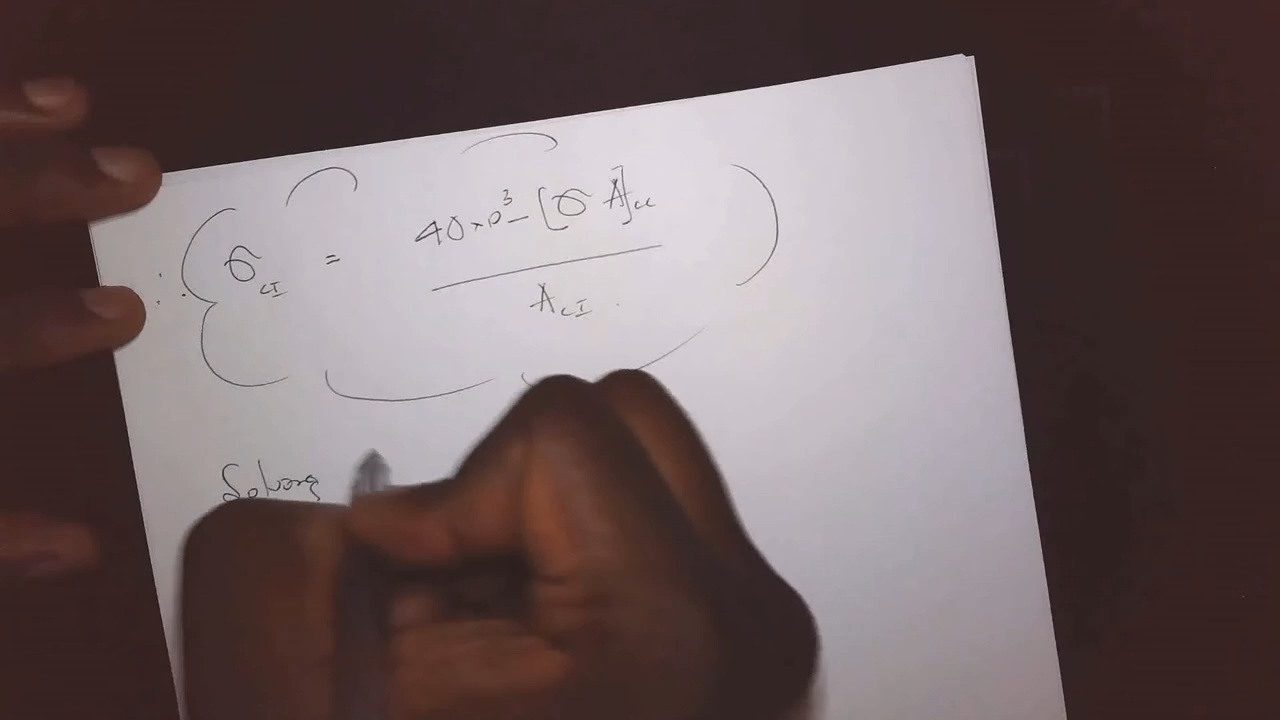 ∴ σ_CI = (40×10³ − [σ A]_cu) / A_CI
Solving